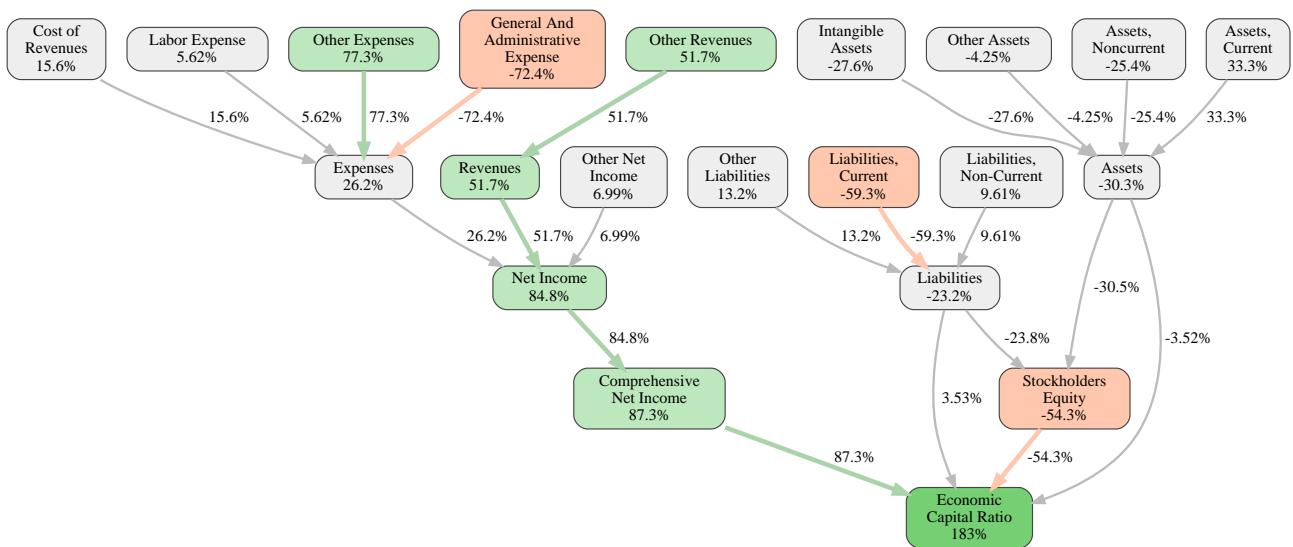 Cost of
Revenues
15.6%
Labor Expense
5.62%
Other Expenses
77.3%
General And
Administrative
Expense
-72.4%
Other Revenues
51.7%
Intangible
Assets
-27.6%
Other Assets
-4.25%
Assets,
Noncurrent
-25.4%
Assets,
Current
33.3%
15.6%
5.62%
77.3%
-72.4%
51.7%
-27.6%
-4.25%
-25.4%
33.3%
Expenses
26.2%
Revenues
51.7%
Other Net
Income
6.99%
Other
Liabilities
13.2%
Liabilities,
Current
-59.3%
Liabilities,
Non-Current
9.61%
Assets
-30.3%
26.2%
51.7%
6.99%
13.2%
-59.3%
9.61%
Net Income
84.8%
Liabilities
-23.2%
-30.5%
84.8%
-23.8%
-3.52%
Comprehensive
Net Income
87.3%
3.53%
Stockholders
Equity
-54.3%
87.3%
-54.3%
Economic
Capital Ratio
183%